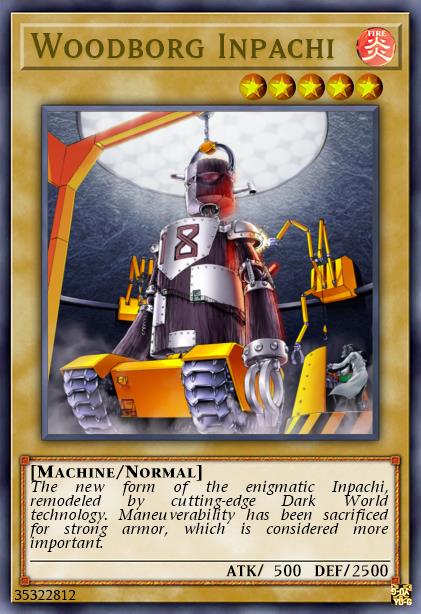 WOODBORG INPACHI
FIRE
炎
18
[MACHINE/NORMAL]
The new form of the enigmatic Inpachi,
remodeled by cutting-edge Dark World
technology. Maneuverability has been sacrificed
for strong armor, which is considered more
important.
ATK/ 500 DEF/2500
35322812